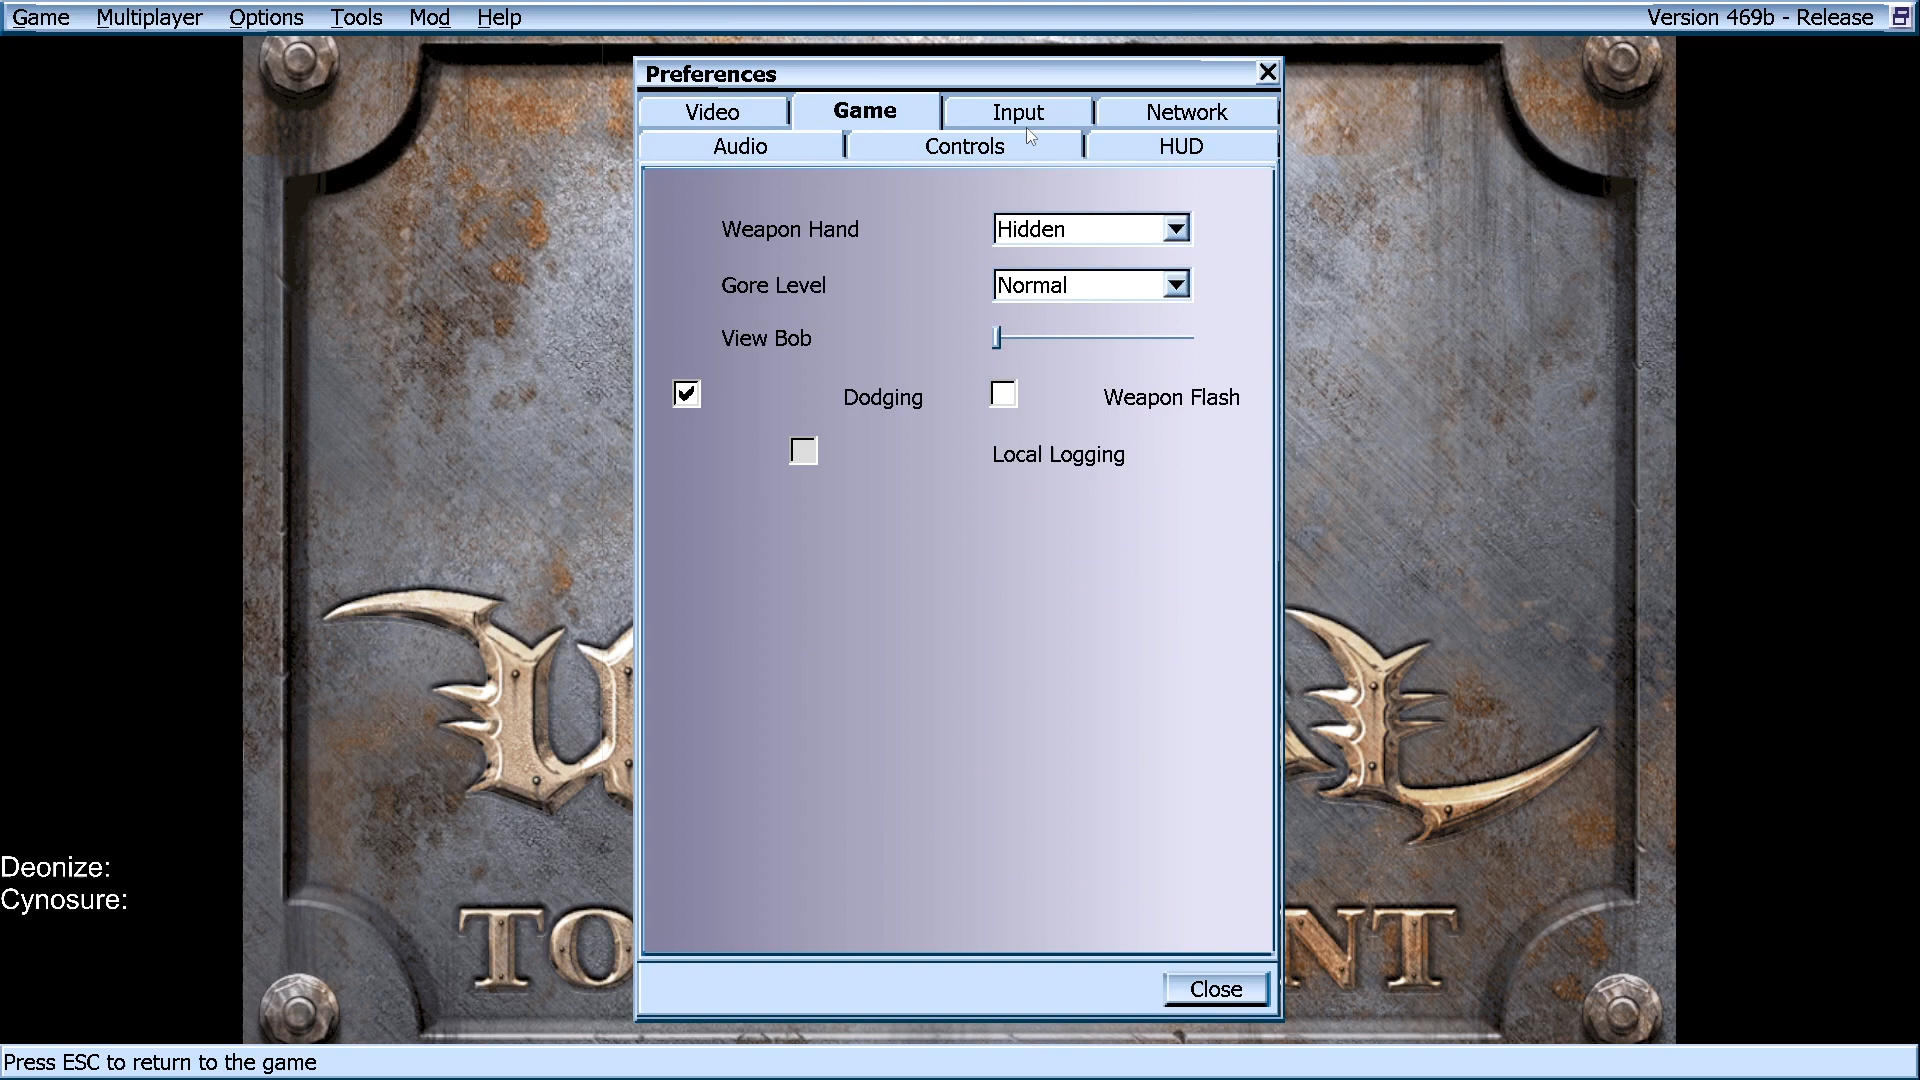 Game Multiplayer Options Tools Mod Help Version 469b - Release
Preferences
Video Game Input Network
Audio Controls HUD
Weapon Hand Hidden
Gore Level Normal
View Bob
Dodging Weapon Flash
Local Logging
Deonize:
Cynosure:
TO NT
Close
Press ESC to return to the game